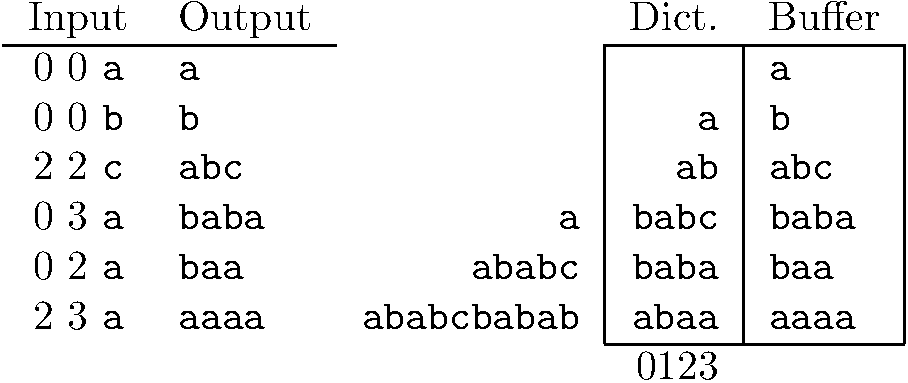 Input Output Dict. Buffer
0 0 a a a
0 0 b b a b
2 2 c abc ab abc
0 3 a baba a babc baba
0 2 a baa ababc baba baa
2 3 a aaaa ababcbabab abaa aaaa
0123